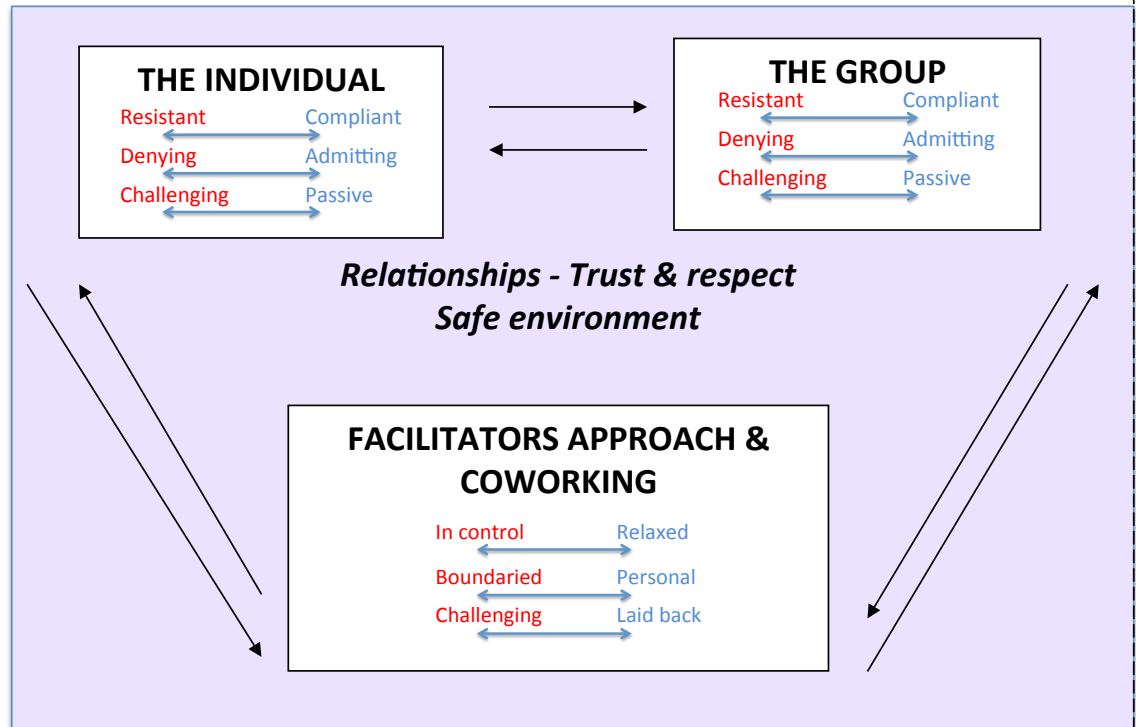 THE INDIVIDUAL
Resistant Compliant
Denying Admitting
Challenging Passive
THE GROUP
Resistant Compliant
Denying Admitting
Challenging Passive
Relationships - Trust & respect
Safe environment
FACILITATORS APPROACH &
COWORKING
In control Relaxed
Boundaried Personal
Challenging Laid back